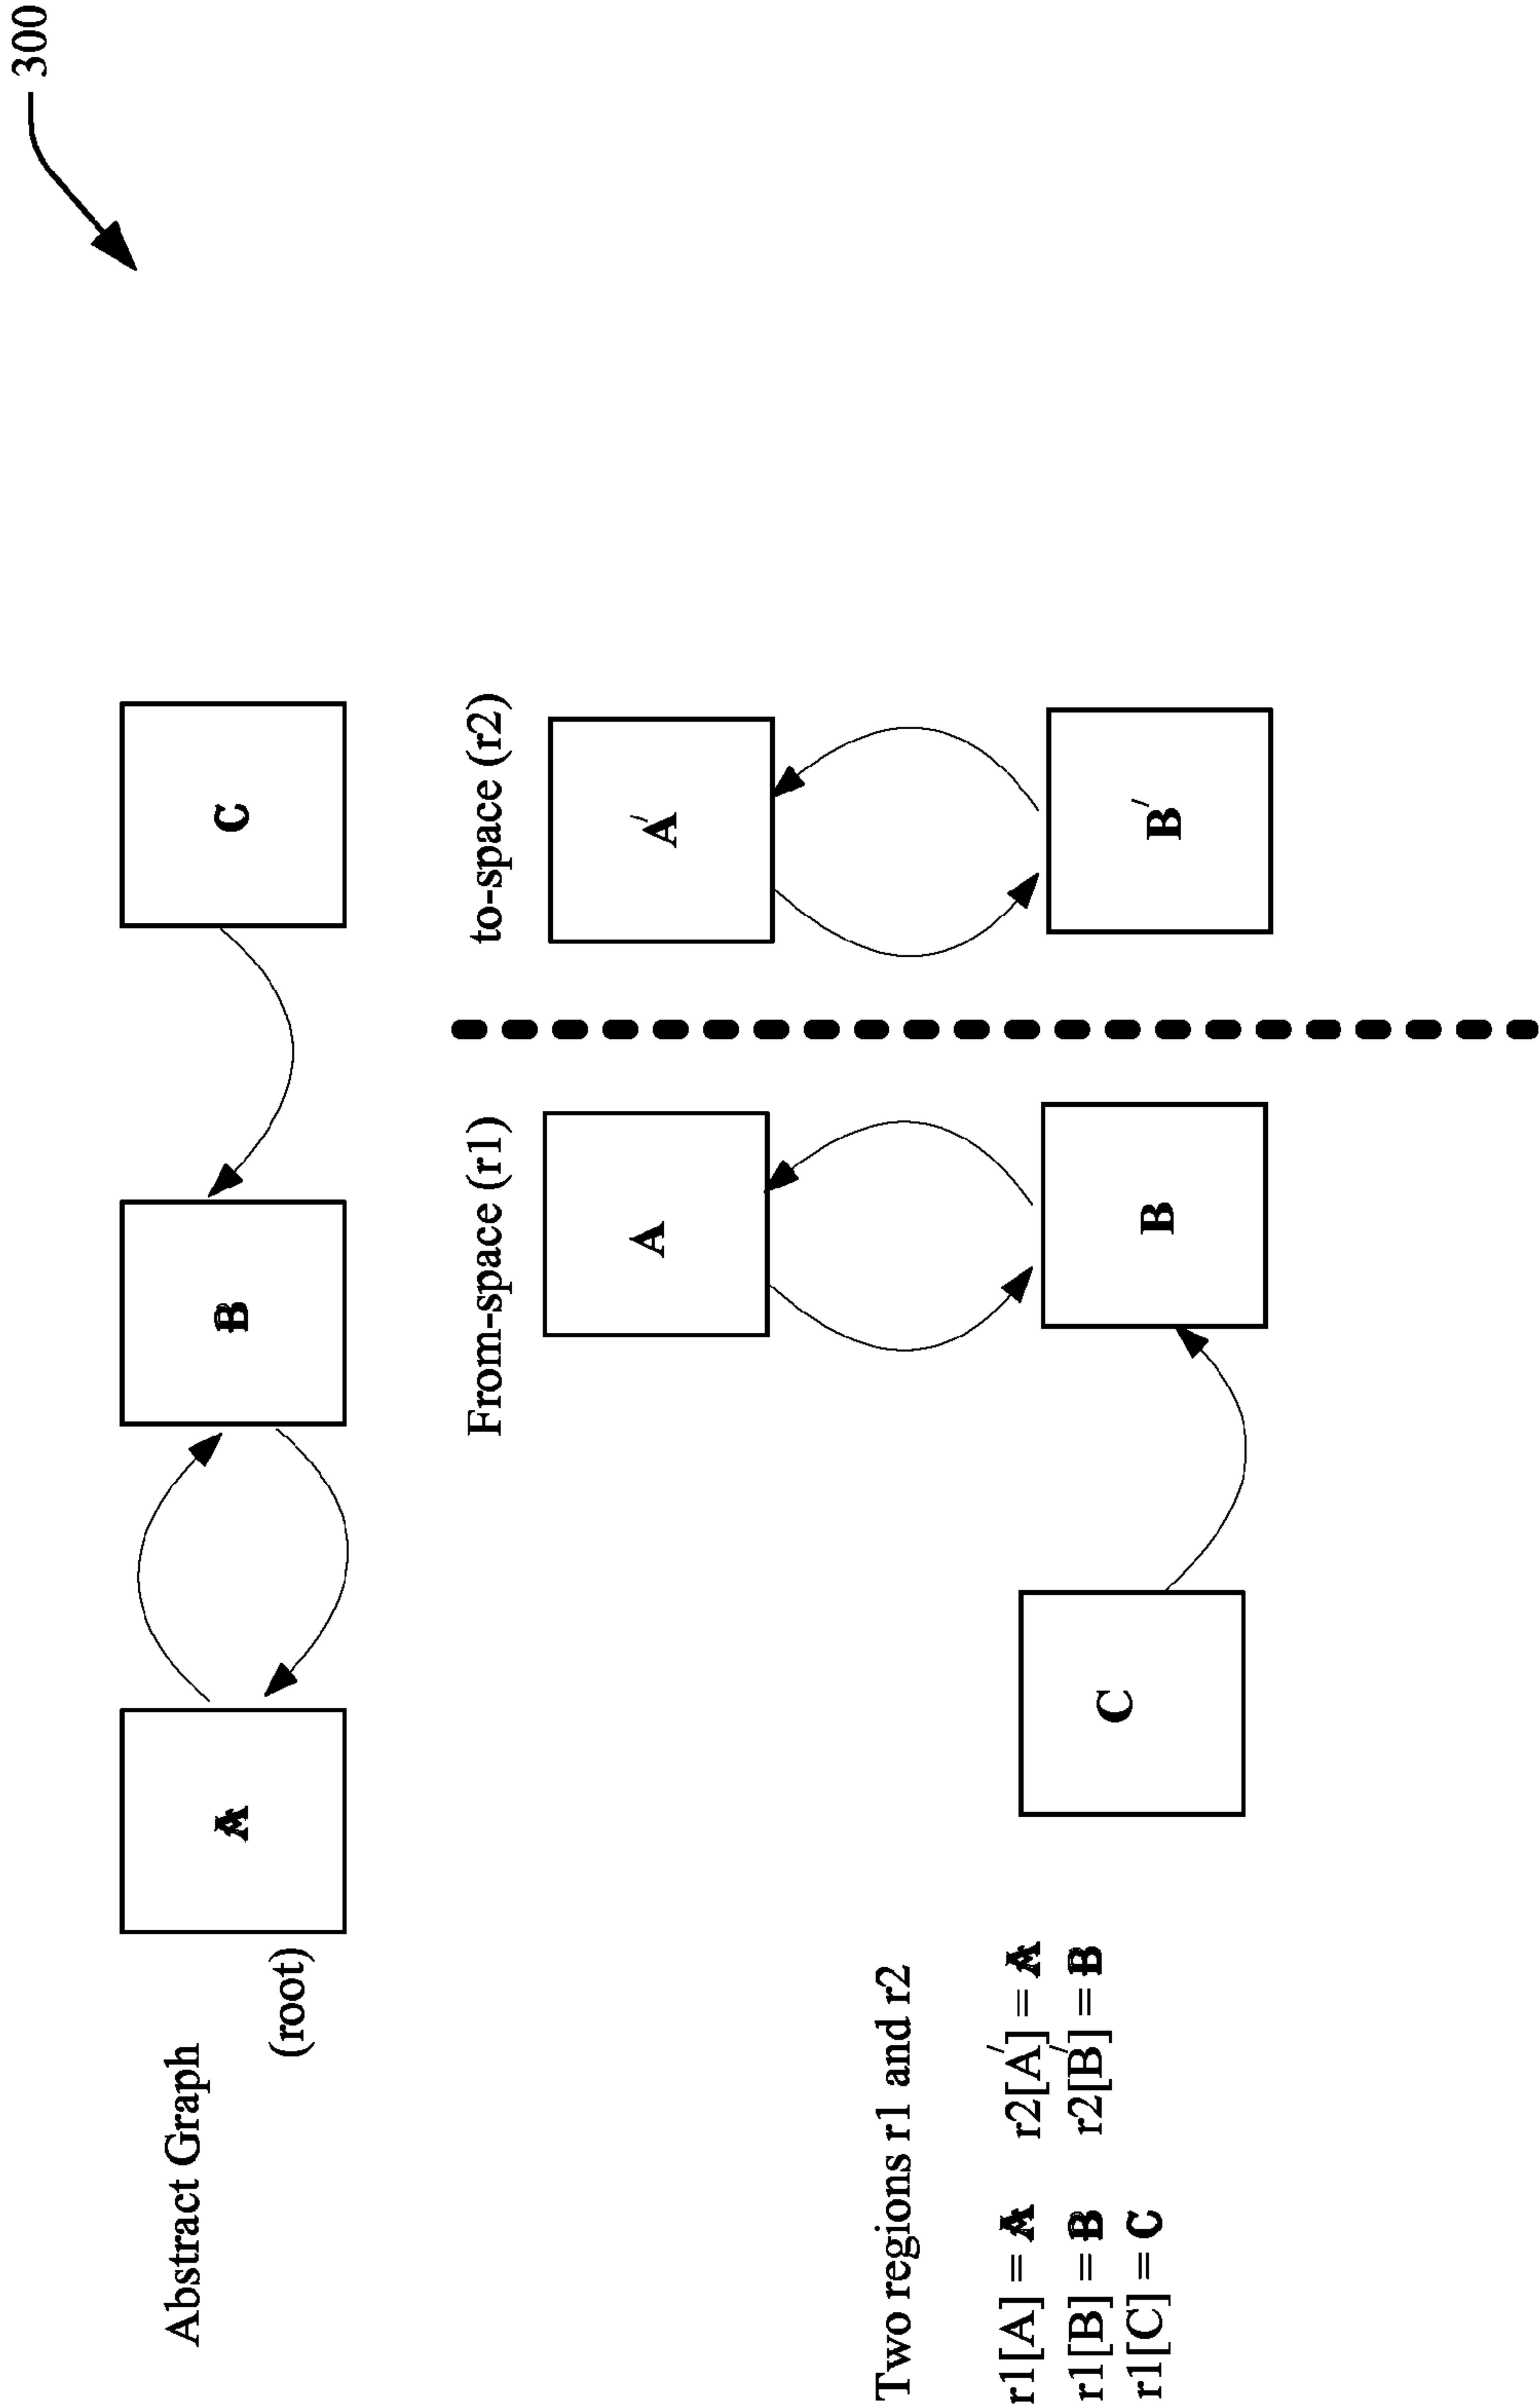 300
Abstract Graph
(root)
A
B
C
From-space (r1)
to-space (r2)
A
A′
Two regions r1 and r2
r1[A] = A r2[A′] = A
r1[B] = B r2[B′] = B
r1[C] = C
C
B
B′